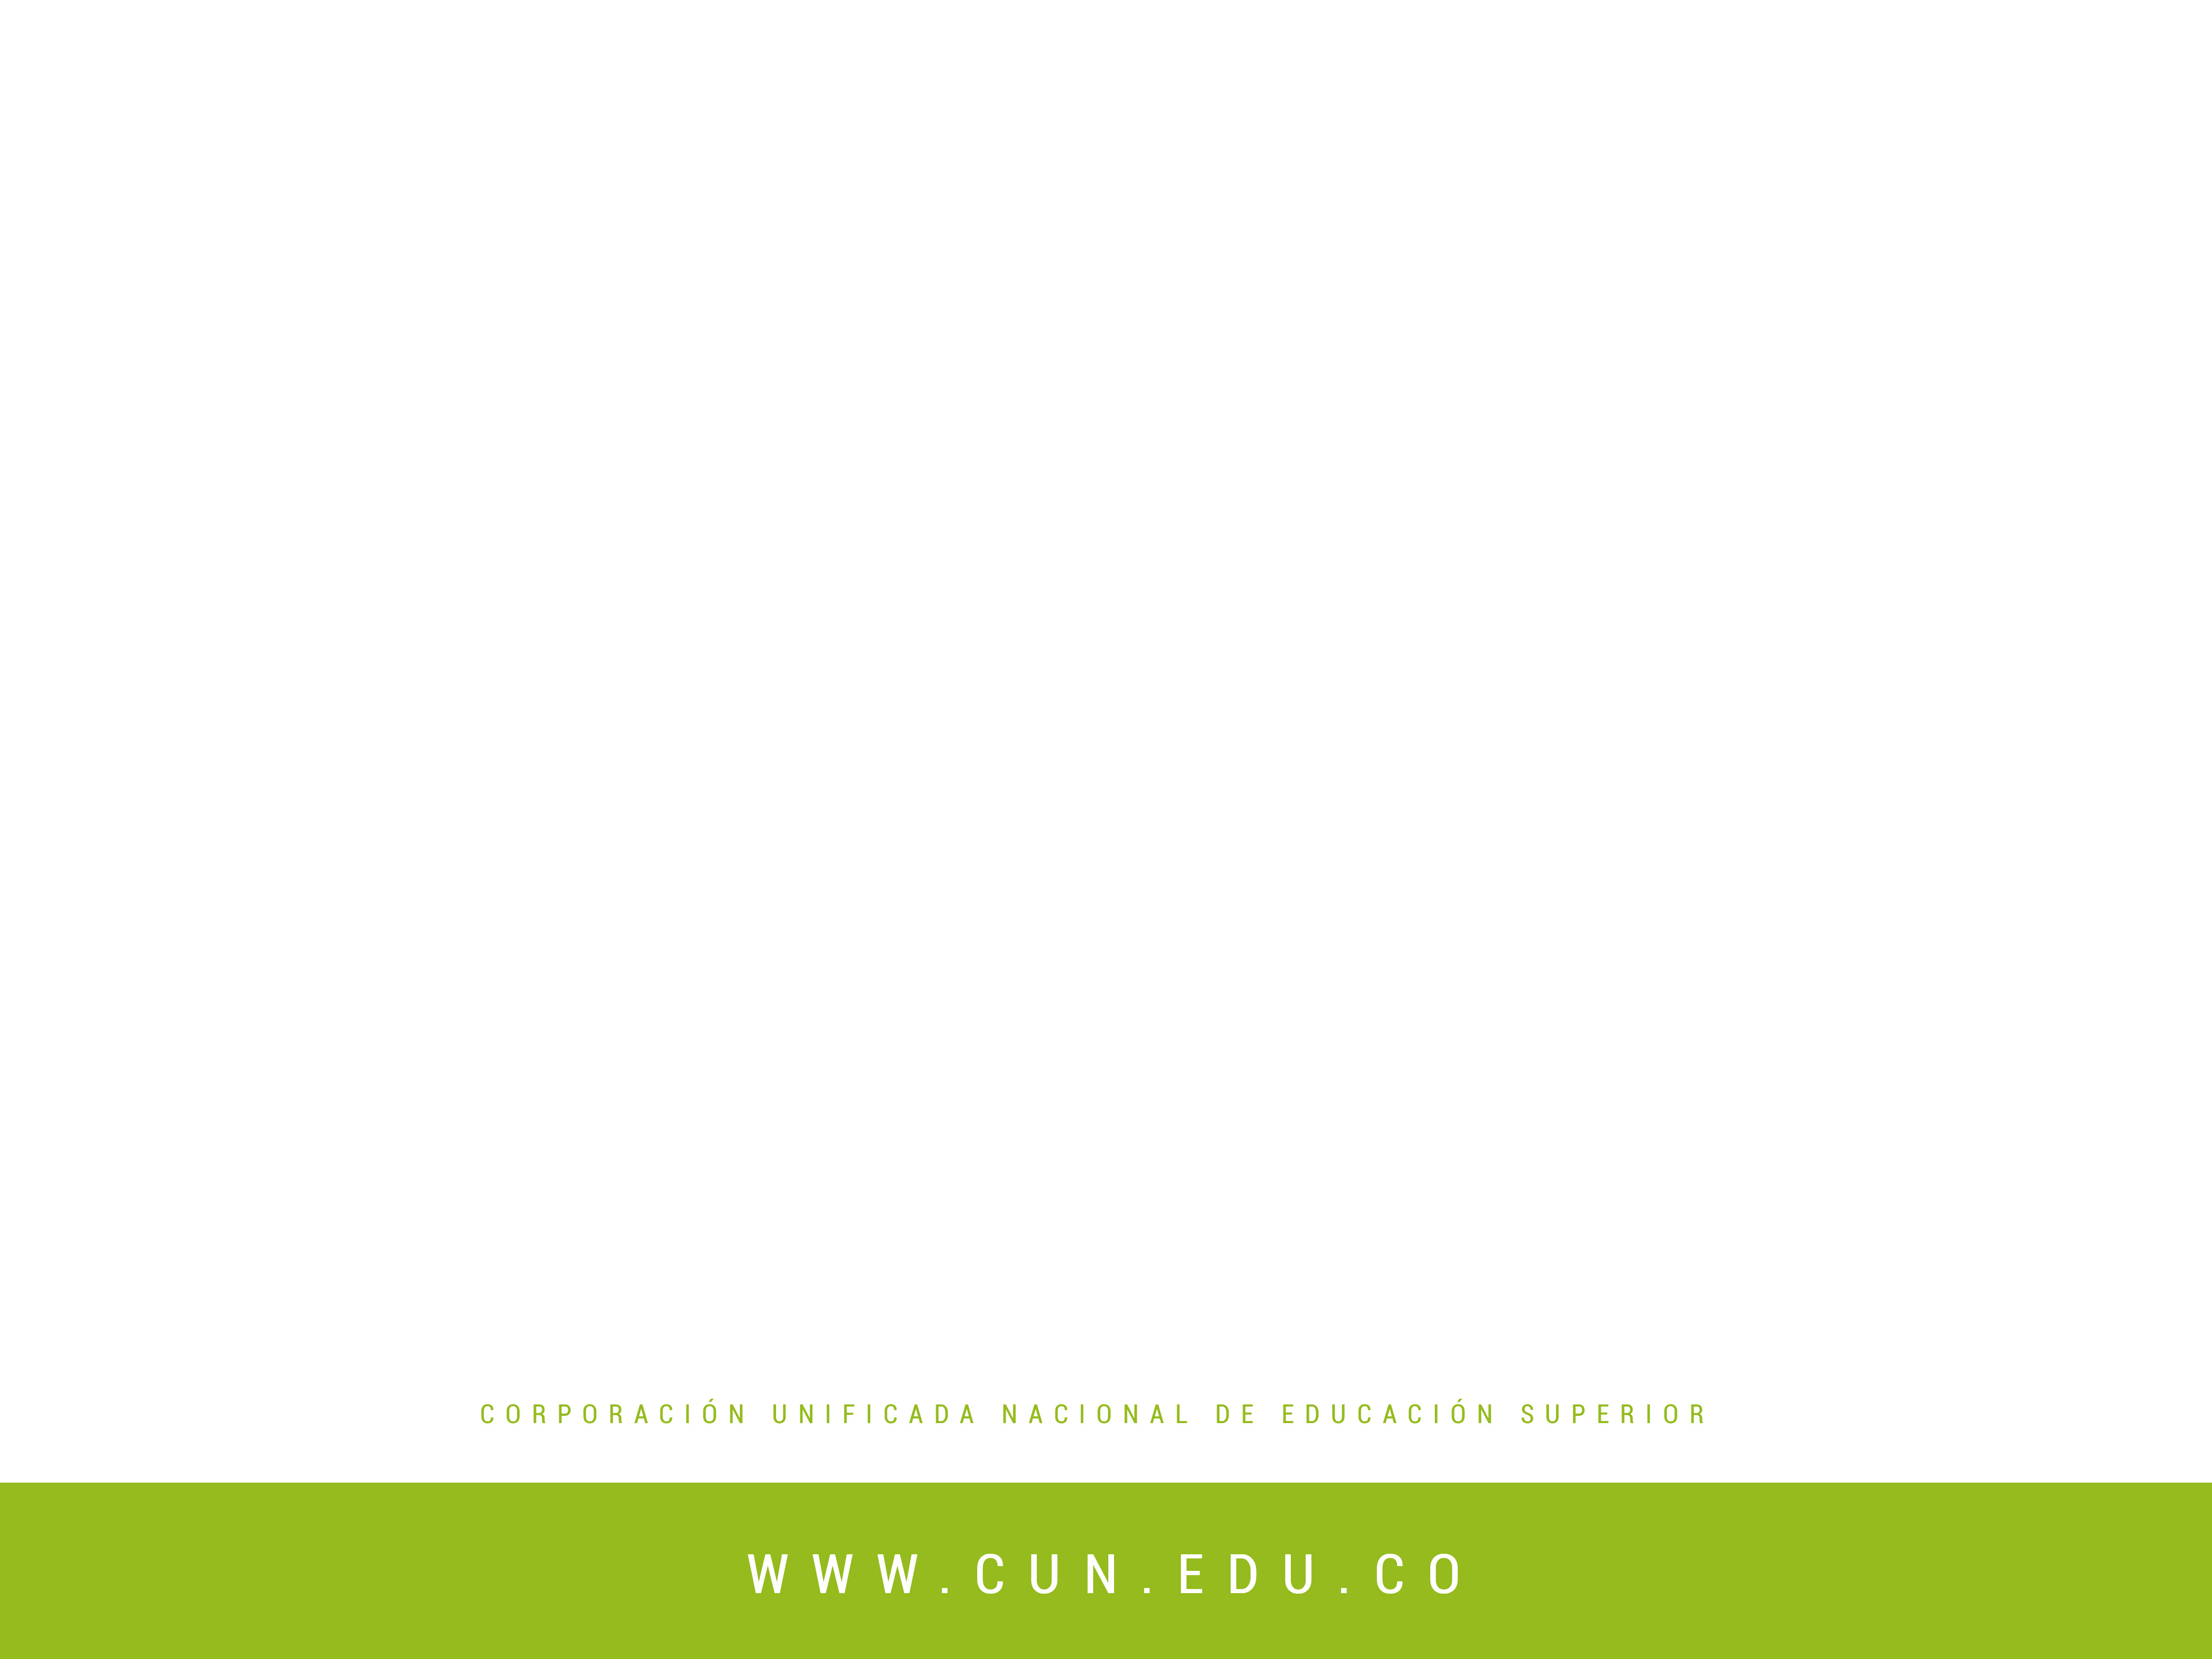 CORPORACIÓN UNIFICADA NACIONAL DE EDUCACIÓN SUPERIOR
WWW.CUN.EDU.CO